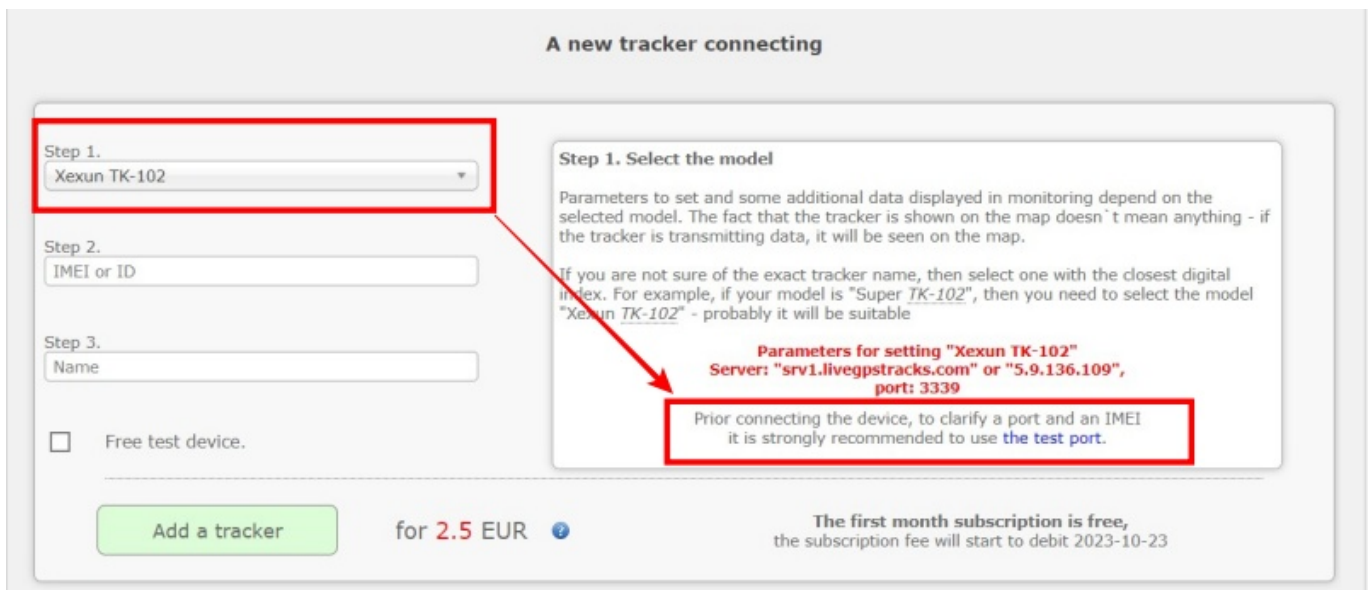 A new tracker connecting
Step 1.
Xexun TK-102
Step 2.
IMEI or ID
Step 3.
Name
Free test device.
Step 1. Select the model
Parameters to set and some additional data displayed in monitoring depend on the
selected model. The fact that the tracker is shown on the map doesn`t mean anything - if
the tracker is transmitting data, it will be seen on the map.
If you are not sure of the exact tracker name, then select one with the closest digital
index. For example, if your model is "Super TK-102", then you need to select the model
"Xexun TK-102" - probably it will be suitable
Parameters for setting "Xexun TK-102"
Server: "srv1.livegpstracks.com" or "5.9.136.109",
port: 3339
Prior connecting the device, to clarify a port and an IMEI
it is strongly recommended to use the test port.
Add a tracker
for 2.5 EUR ?
The first month subscription is free,
the subscription fee will start to debit 2023-10-23